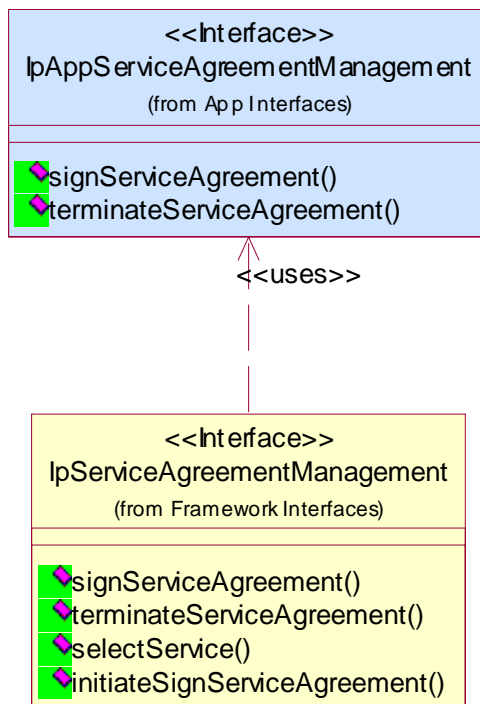 <<Interface>>
IpAppServiceAgreementManagement
(from App Interfaces)
signServiceAgreement()
terminateServiceAgreement()
<<uses>>
<<Interface>>
IpServiceAgreementManagement
(from Framework Interfaces)
signServiceAgreement()
terminateServiceAgreement()
selectService()
initiateSignServiceAgreement()